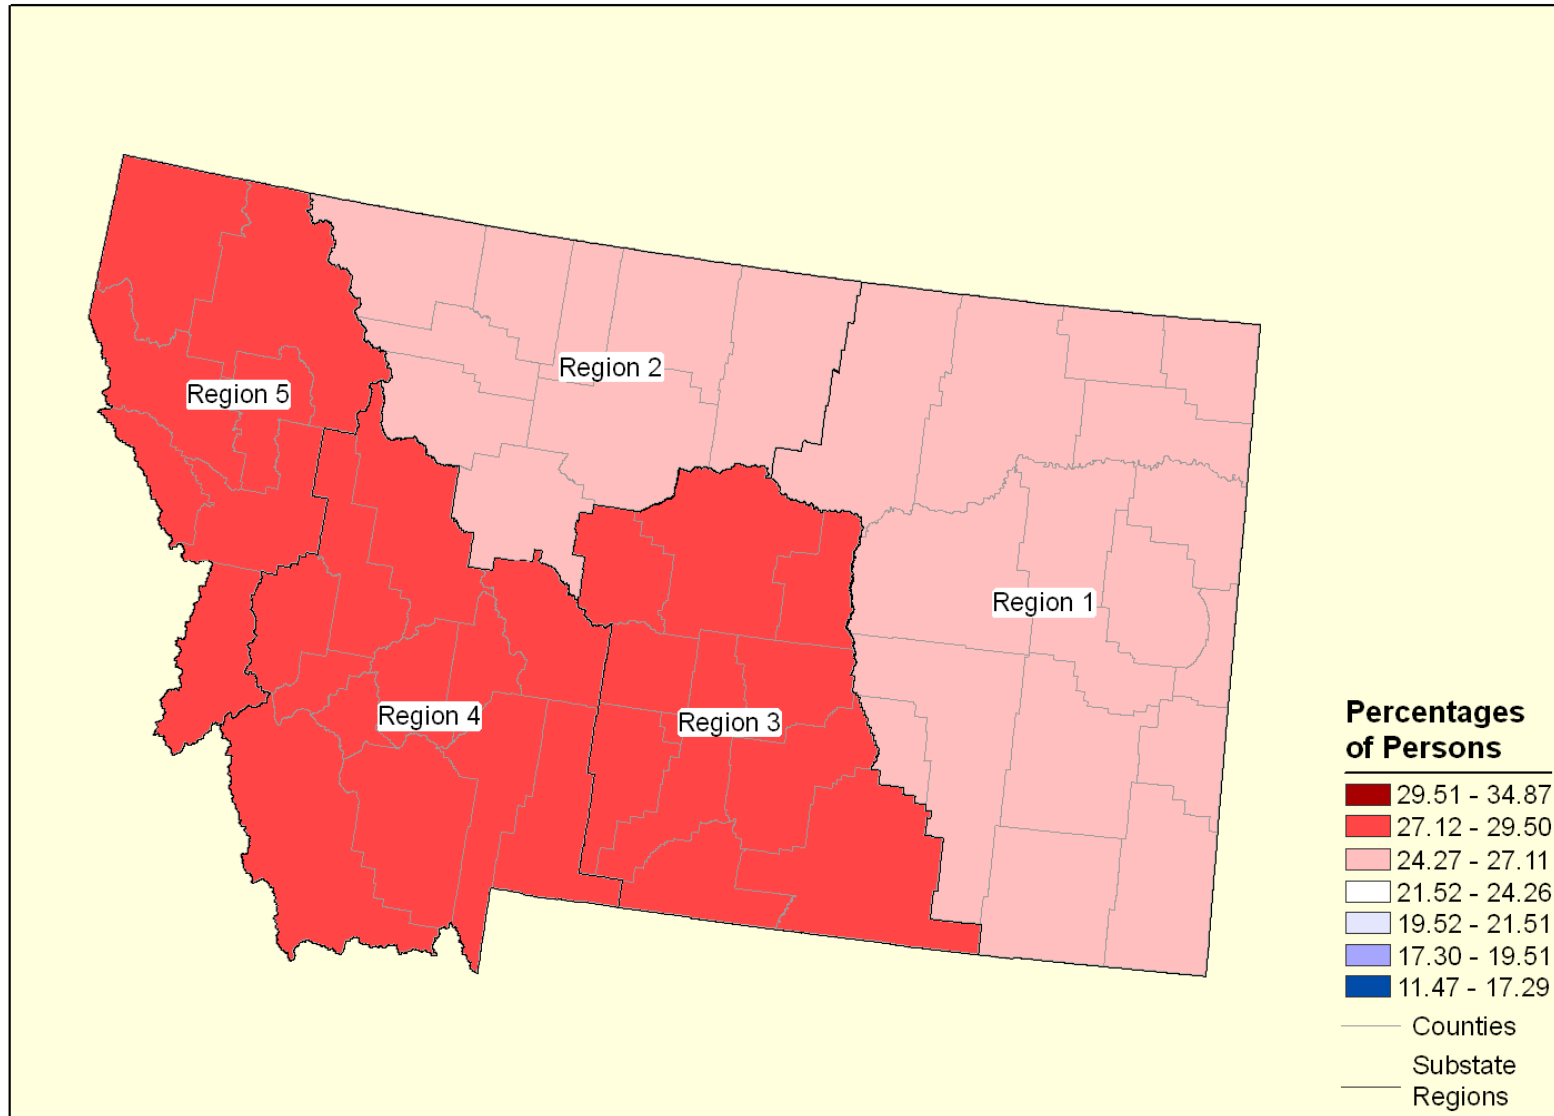 Region 2
Region 5
Region 1
Region 4
Region 3
Percentages
of Persons
29.51 - 34.87
27.12 - 29.50
24.27 - 27.11
21.52 - 24.26
19.52 - 21.51
17.30 - 19.51
11.47 - 17.29
Counties
Substate
Regions